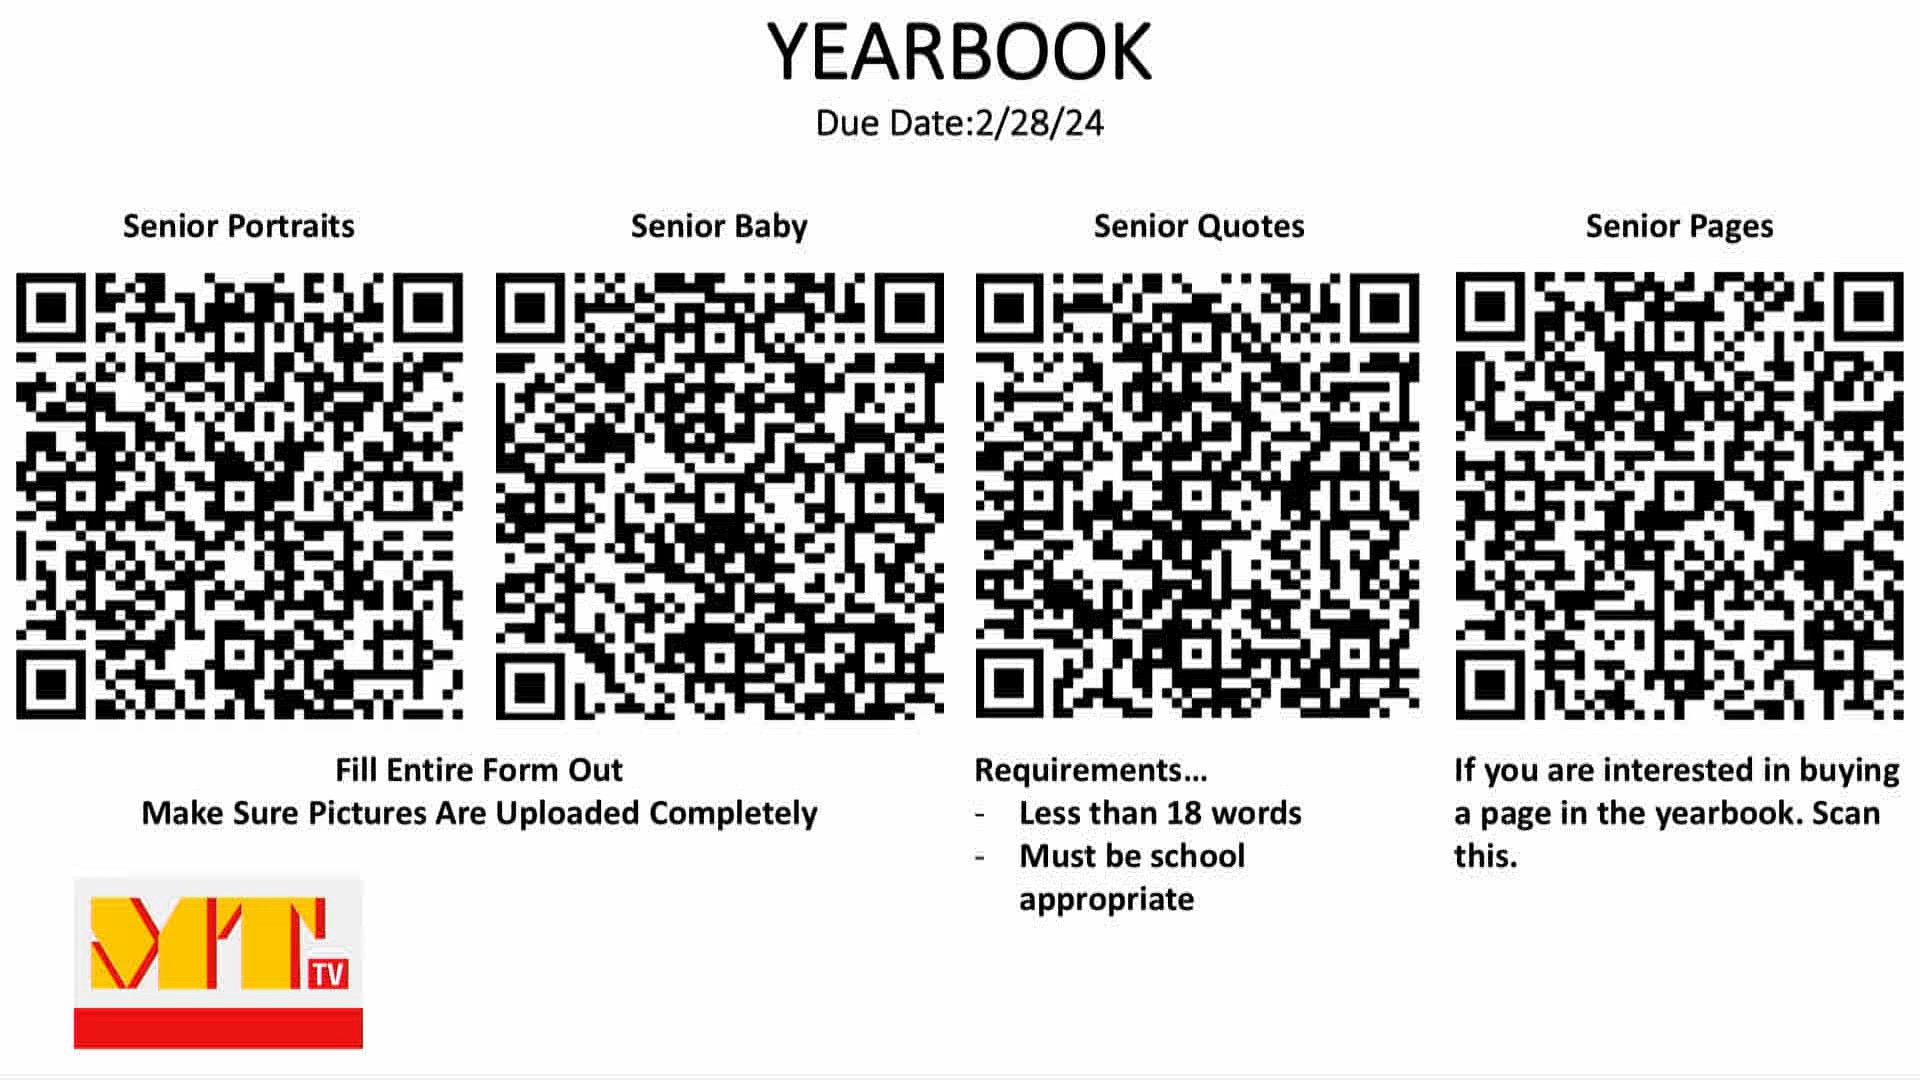 YEARBOOK
Due Date:2/28/24
Senior Portraits
Senior Baby
Senior Quotes
Senior Pages
Fill Entire Form Out
Make Sure Pictures Are Uploaded Completely
Requirements...
- Less than 18 words
- Must be school
appropriate
If you are interested in buying
a page in the yearbook. Scan
this.
TV